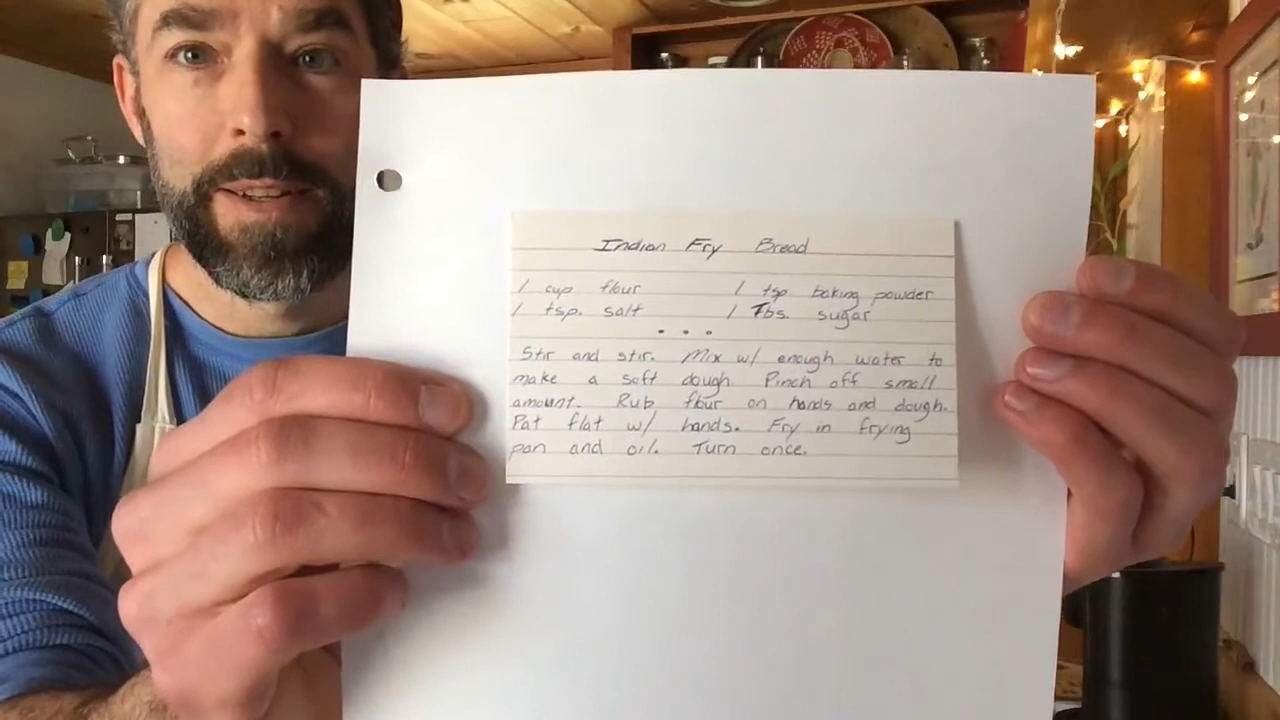 Indian Fry Bread
1 cup flour 1 tsp baking powder
1 tsp. salt 1 Tbs. sugar
. . .
Stir and stir. Mix w/ enough water to
make a soft dough. Pinch off small
amount. Rub flour on hands and dough.
Pat flat w/ hands. Fry in frying
pan and oil. Turn once.